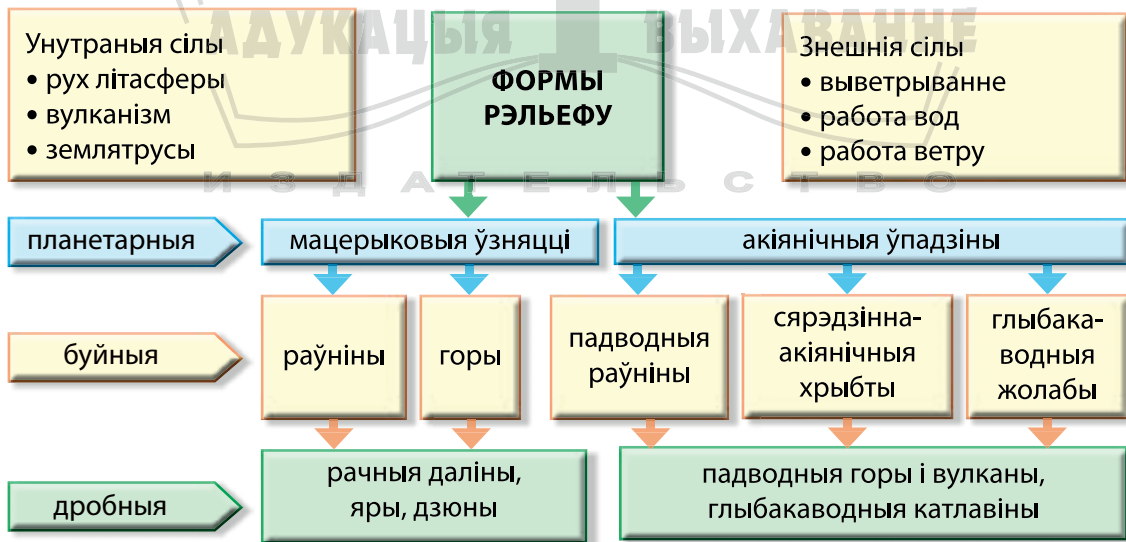 АДУКАЦЫЯ І ВЫХАВАННЕ
Унутраныя сілы
• рух літасферы
• вулканізм
• землятрусы
ФОРМЫ
РЭЛЬЕФУ
Знешнія сілы
• выветрыванне
• работа вод
• работа ветру
ИЗДАТЕЛЬСТВО
планетарныя
мацерыковыя ўзняцці
акіянічныя ўпадзіны
буйныя
раўніны
горы
падводныя
раўніны
сярэдзінна-
акіянічныя
хрыбты
глыбака-
водныя
жолабы
дробныя
рачныя даліны,
яры, дзюны
падводныя горы і вулканы,
глыбакаводныя катлавіны